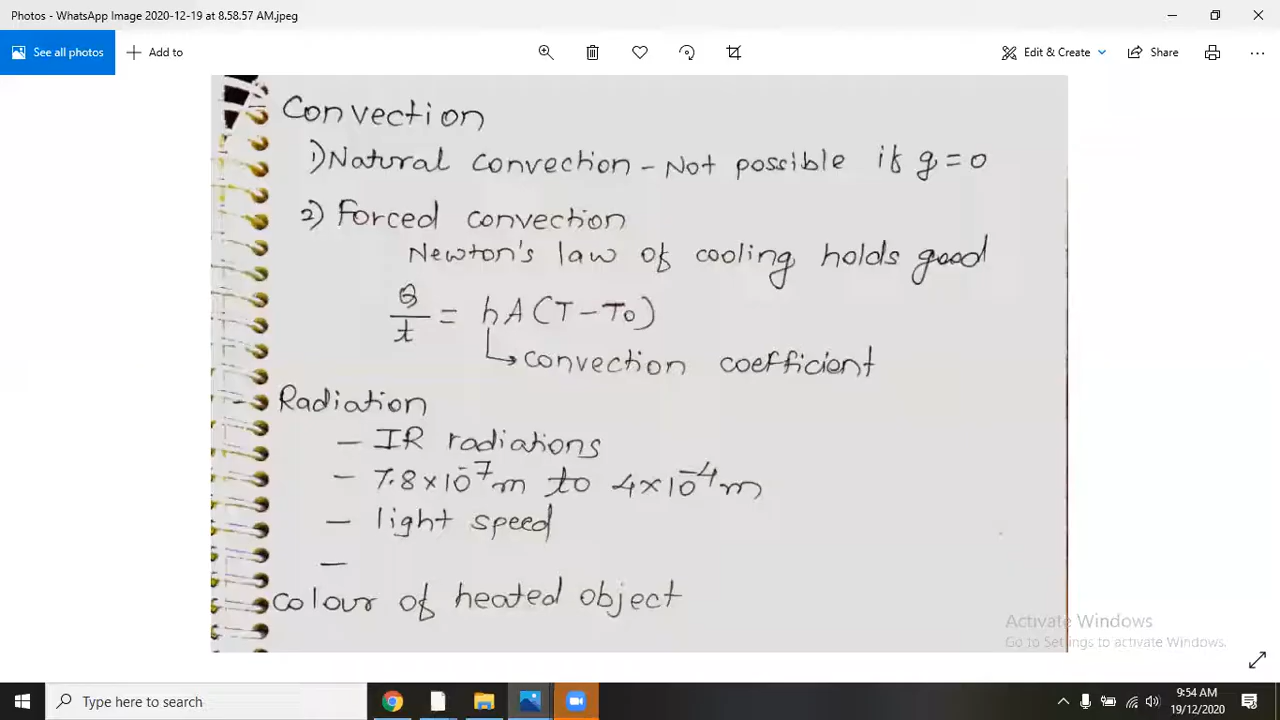 Photos - WhatsApp Image 2020-12-19 at 8.58.57 AM.jpeg
See all photos
Add to
Edit & Create
Share
- Convection
1) Natural convection - Not possible if g = 0
2) Forced convection
Newton's law of cooling holds good
Q/t = hA(T - T0)
↳ convection coefficient
- Radiation
- IR radiations
- 7.8 × 10^-7 m to 4 × 10^-4 m
- light speed
-
colour of heated object
Activate Windows
Go to Settings to activate Windows.
Type here to search
9:54 AM
19/12/2020